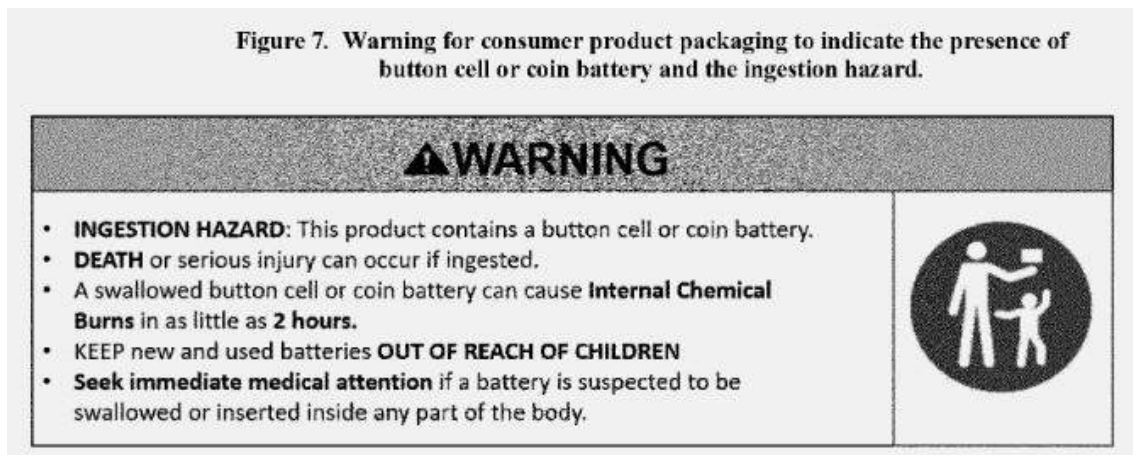 Figure 7. Warning for consumer product packaging to indicate the presence of
button cell or coin battery and the ingestion hazard.
⚠WARNING
• INGESTION HAZARD: This product contains a button cell or coin battery.
• DEATH or serious injury can occur if ingested.
• A swallowed button cell or coin battery can cause Internal Chemical
Burns in as little as 2 hours.
• KEEP new and used batteries OUT OF REACH OF CHILDREN
• Seek immediate medical attention if a battery is suspected to be
swallowed or inserted inside any part of the body.